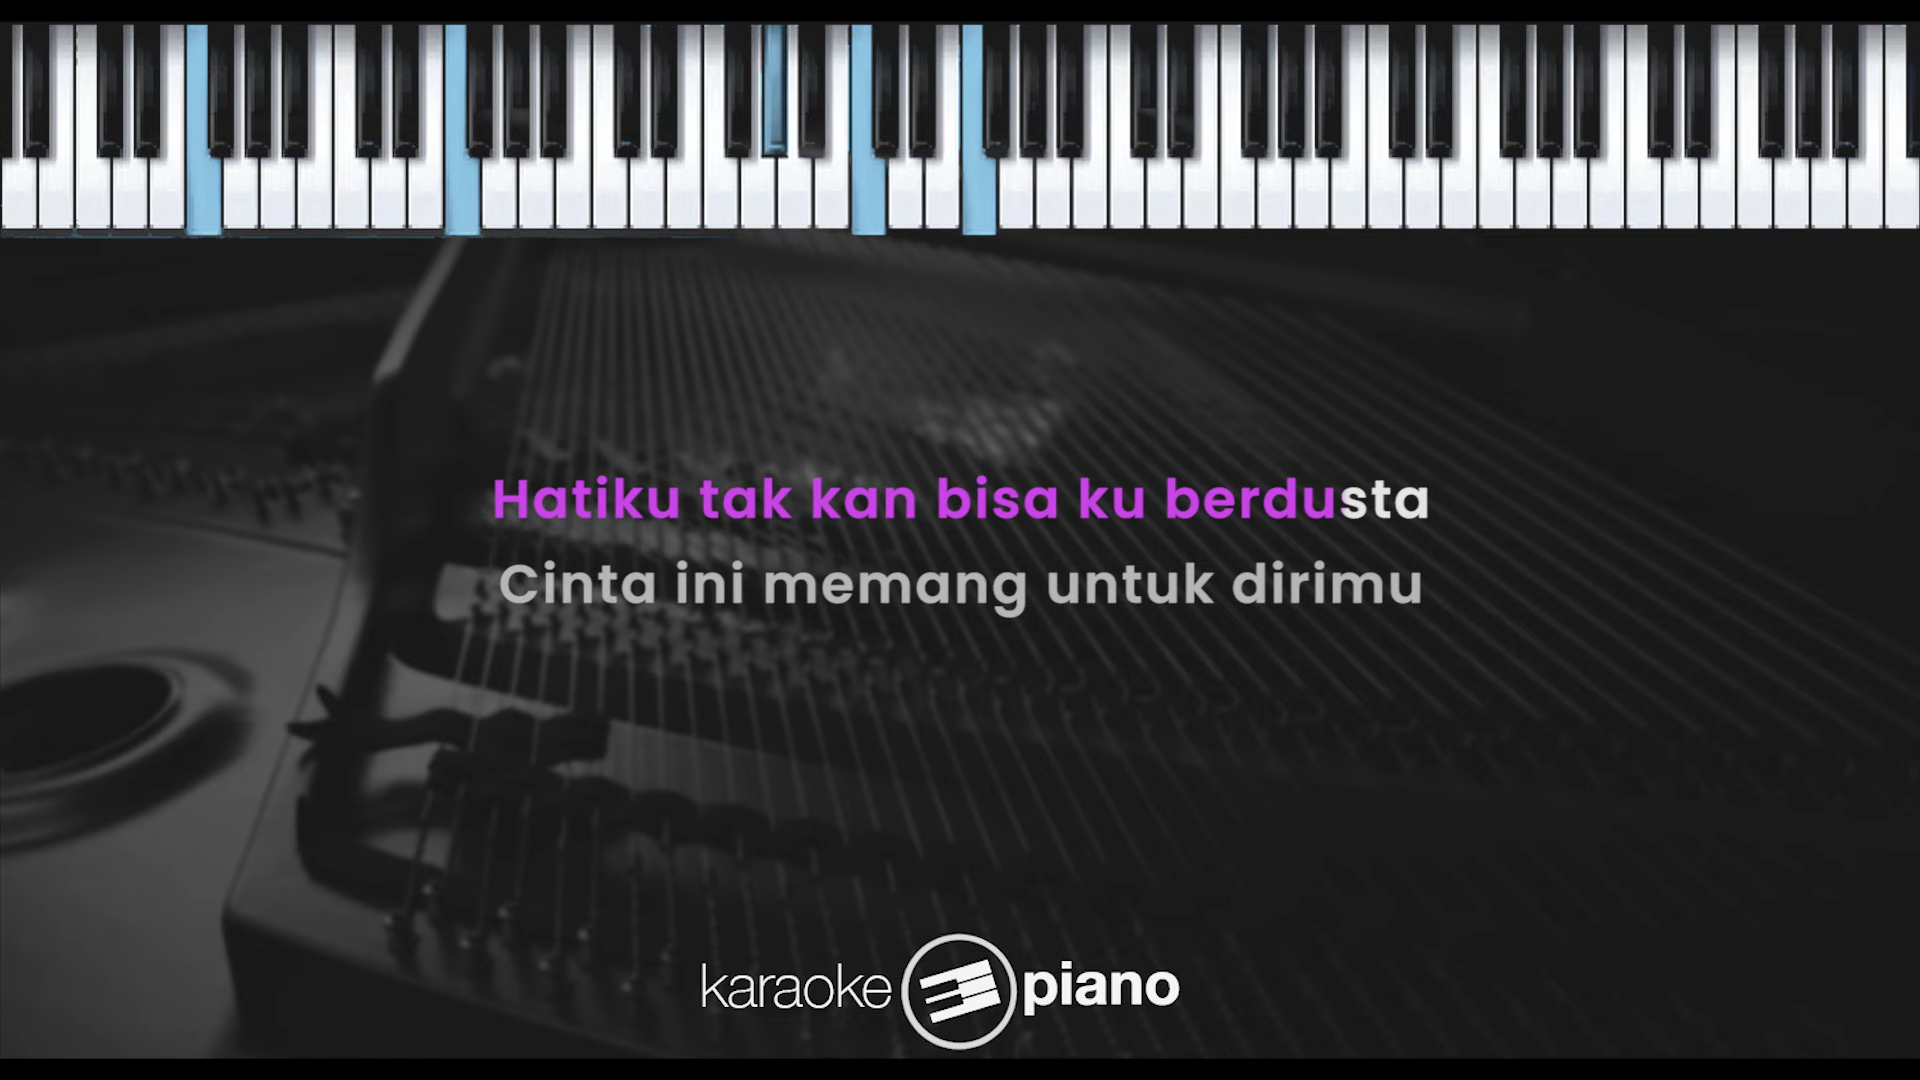 Hatiku tak kan bisa ku berdusta
Cinta ini memang untuk dirimu
karaoke piano